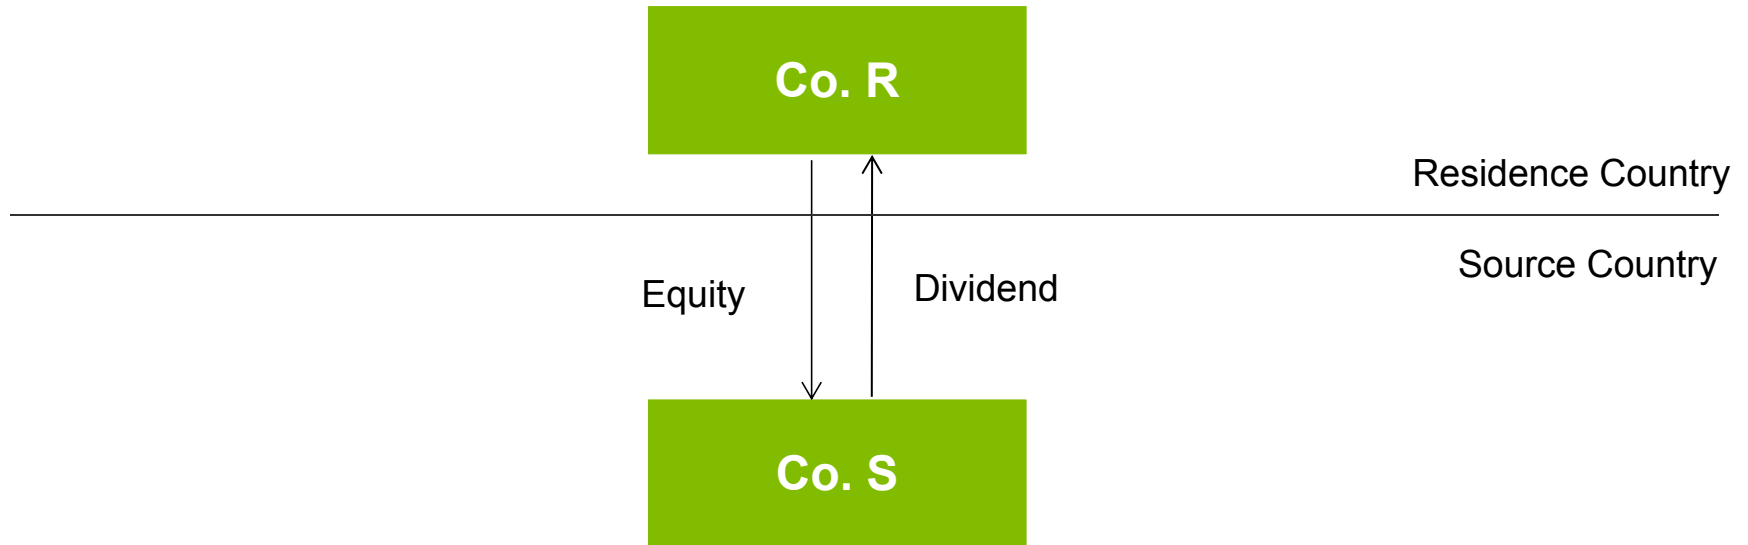 Co. R
Residence Country
Source Country
Equity
Dividend
Co. S